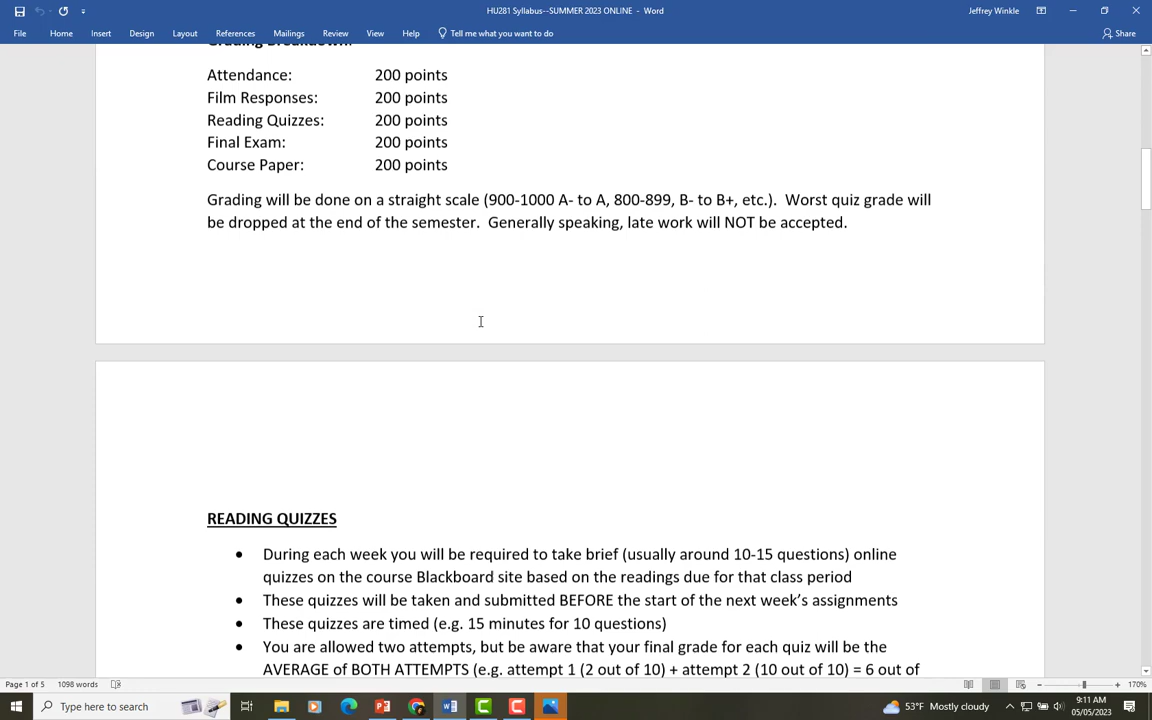 HU281 Syllabus--SUMMER 2023 ONLINE - Word
Jeffrey Winkle
File Home Insert Design Layout References Mailings Review View Help Tell me what you want to do Share
Grading Breakdown:
Attendance: 200 points
Film Responses: 200 points
Reading Quizzes: 200 points
Final Exam: 200 points
Course Paper: 200 points
Grading will be done on a straight scale (900-1000 A- to A, 800-899, B- to B+, etc.). Worst quiz grade will
be dropped at the end of the semester. Generally speaking, late work will NOT be accepted.
READING QUIZZES
• During each week you will be required to take brief (usually around 10-15 questions) online
quizzes on the course Blackboard site based on the readings due for that class period
• These quizzes will be taken and submitted BEFORE the start of the next week's assignments
• These quizzes are timed (e.g. 15 minutes for 10 questions)
• You are allowed two attempts, but be aware that your final grade for each quiz will be the
AVERAGE of BOTH ATTEMPTS (e.g. attempt 1 (2 out of 10) + attempt 2 (10 out of 10) = 6 out of
Page 1 of 5 1098 words 170%
Type here to search
53°F Mostly cloudy
9:11 AM
05/05/2023